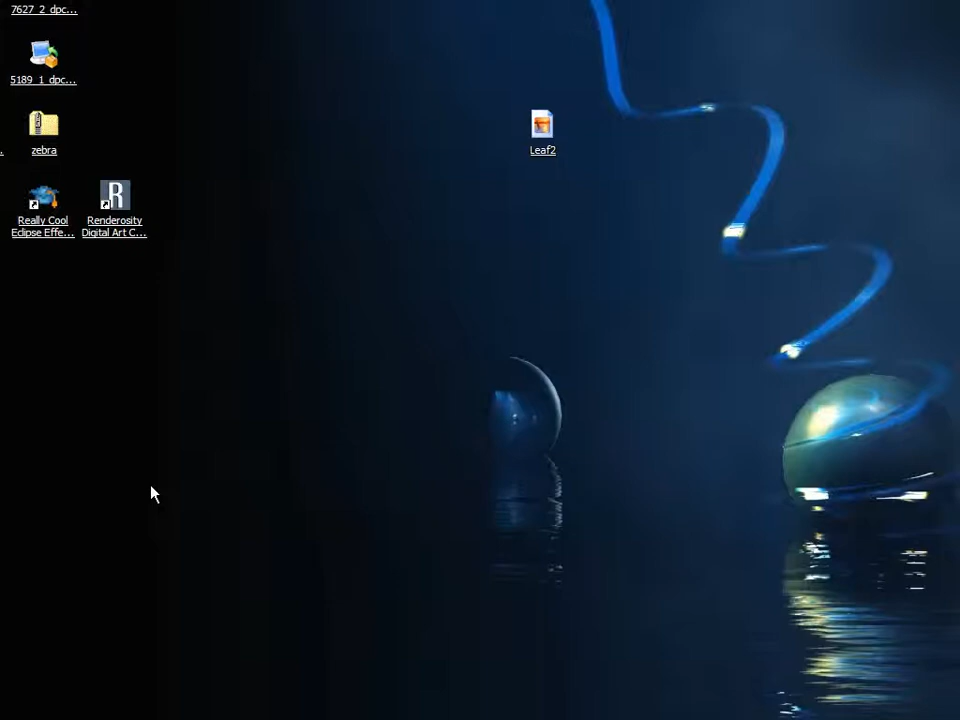 7627_2_dpc...
5189_1_dpc...
zebra
Really Cool
Eclipse Effe...
R
Renderosity
Digital Art C...
Leaf2